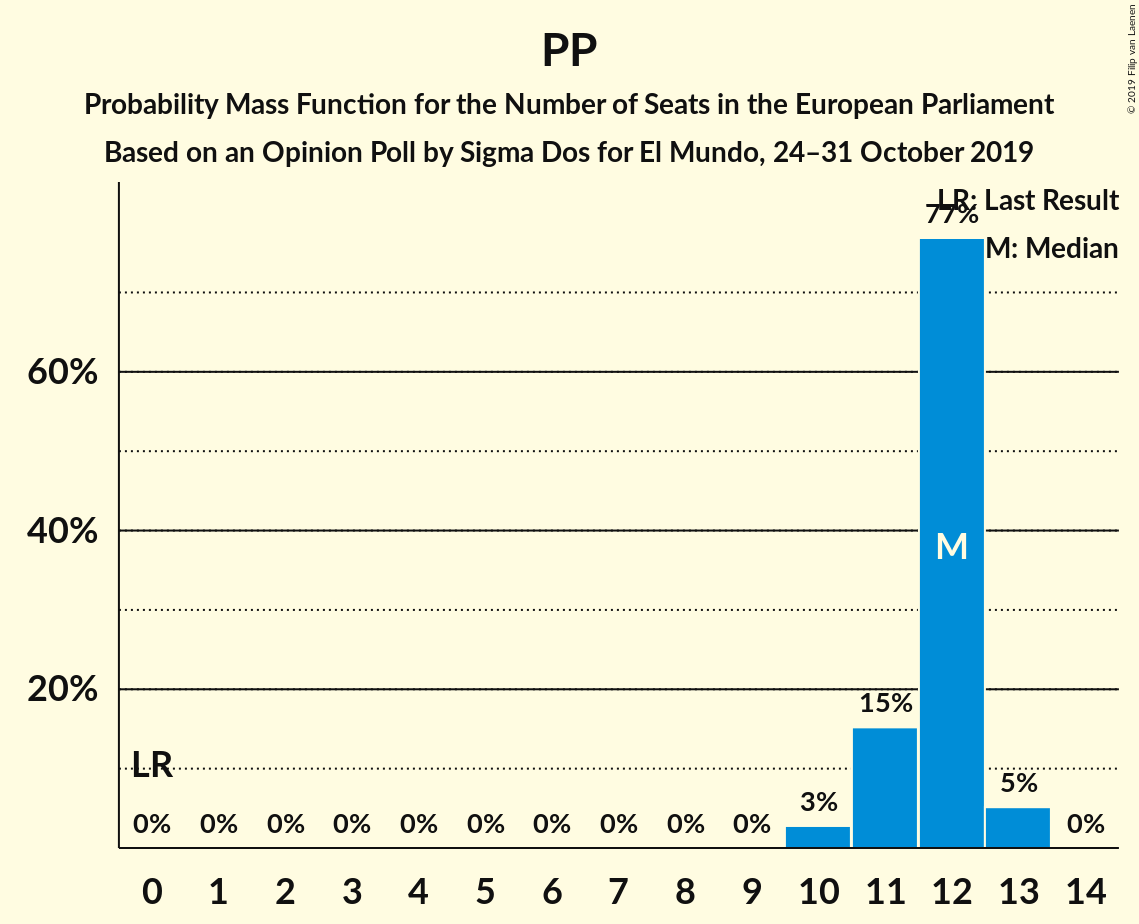 PP
Probability Mass Function for the Number of Seats in the European Parliament
Based on an Opinion Poll by Sigma Dos for El Mundo, 24–31 October 2019
© 2019 Filip van Laenen
LR: Last Result
M: Median
77%
60%
40%
M
20%
15%
LR
5%
3%
0% 0% 0% 0% 0% 0% 0% 0% 0% 0% 0%
0 1 2 3 4 5 6 7 8 9 10 11 12 13 14